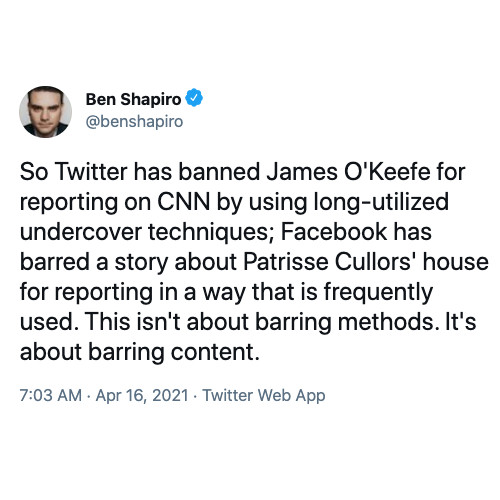 Ben Shapiro
@benshapiro
So Twitter has banned James O'Keefe for
reporting on CNN by using long-utilized
undercover techniques; Facebook has
barred a story about Patrisse Cullors' house
for reporting in a way that is frequently
used. This isn't about barring methods. It's
about barring content.
7:03 AM · Apr 16, 2021 · Twitter Web App